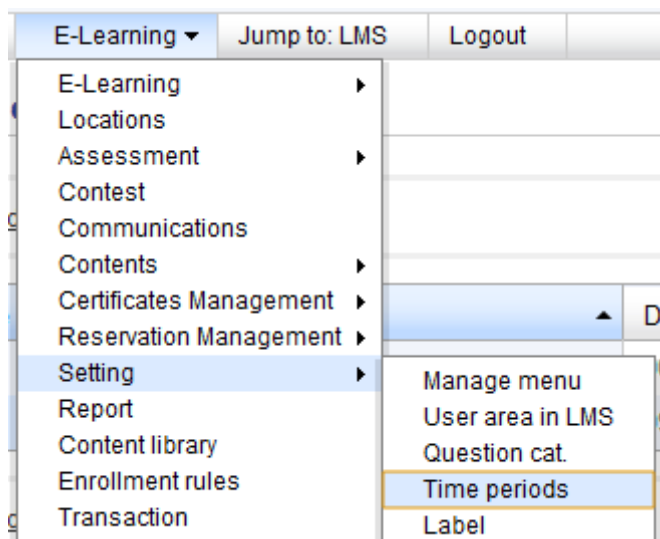 E-Learning Jump to: LMS Logout
E-Learning
Locations
Assessment
Contest
Communications
Contents
Certificates Management
Reservation Management
Setting
Report
Content library
Enrollment rules
Transaction
Manage menu
User area in LMS
Question cat.
Time periods
Label